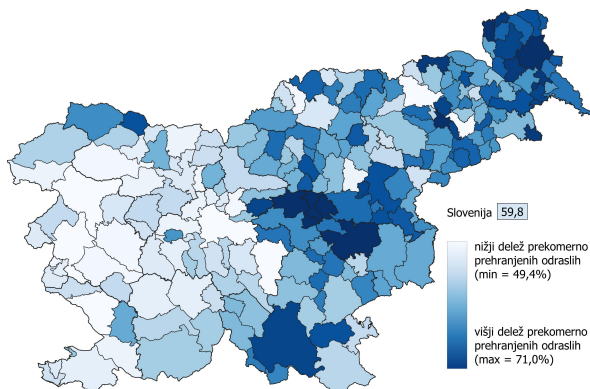 Slovenija 59,8
nižji delež prekomerno
prehranjenih odraslih
(min = 49,4%)
višji delež prekomerno
prehranjenih odraslih
(max = 71,0%)